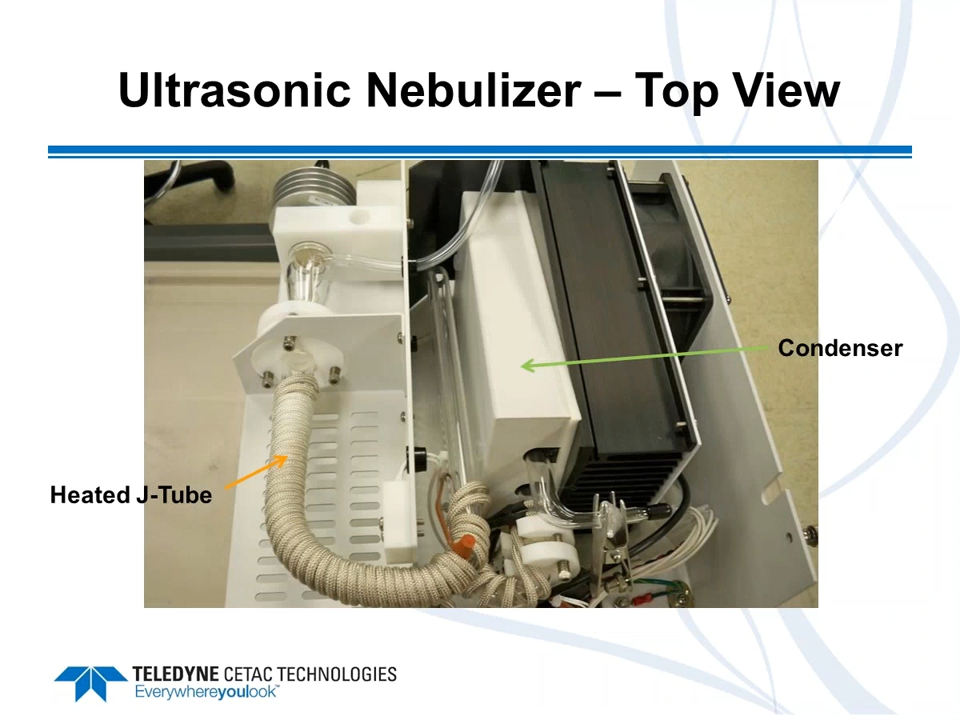 Ultrasonic Nebulizer – Top View
Condenser
Heated J-Tube
TELEDYNE CETAC TECHNOLOGIES
Everywhereyoulook™